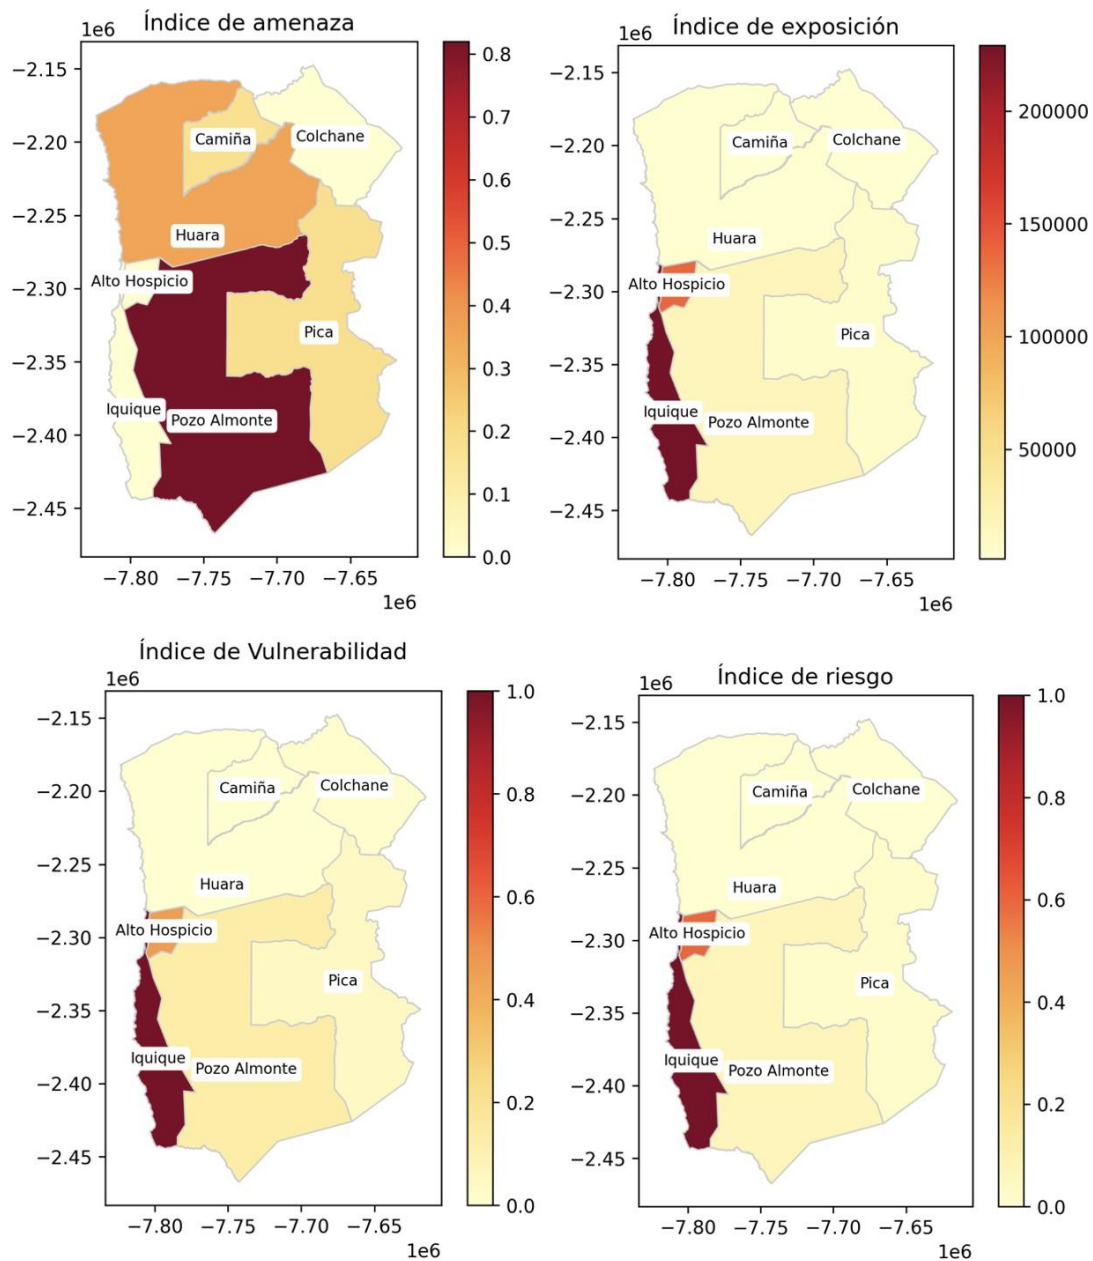 Índice de amenaza
1e6
−2.15
−2.20
−2.25
−2.30
−2.35
−2.40
−2.45
Camiña
Colchane
Huara
Alto Hospicio
Pica
Iquique
Pozo Almonte
−7.80
−7.75
−7.70
−7.65
1e6
0.8
0.7
0.6
0.5
0.4
0.3
0.2
0.1
0.0
Índice de exposición
1e6
−2.15
−2.20
−2.25
−2.30
−2.35
−2.40
−2.45
Camiña
Colchane
Huara
Alto Hospicio
Pica
Iquique
Pozo Almonte
−7.80
−7.75
−7.70
−7.65
1e6
200000
150000
100000
50000
Índice de Vulnerabilidad
1e6
−2.15
−2.20
−2.25
−2.30
−2.35
−2.40
−2.45
Camiña
Colchane
Huara
Alto Hospicio
Pica
Iquique
Pozo Almonte
−7.80
−7.75
−7.70
−7.65
1e6
1.0
0.8
0.6
0.4
0.2
0.0
Índice de riesgo
1e6
−2.15
−2.20
−2.25
−2.30
−2.35
−2.40
−2.45
Camiña
Colchane
Huara
Alto Hospicio
Pica
Iquique
Pozo Almonte
−7.80
−7.75
−7.70
−7.65
1e6
1.0
0.8
0.6
0.4
0.2
0.0